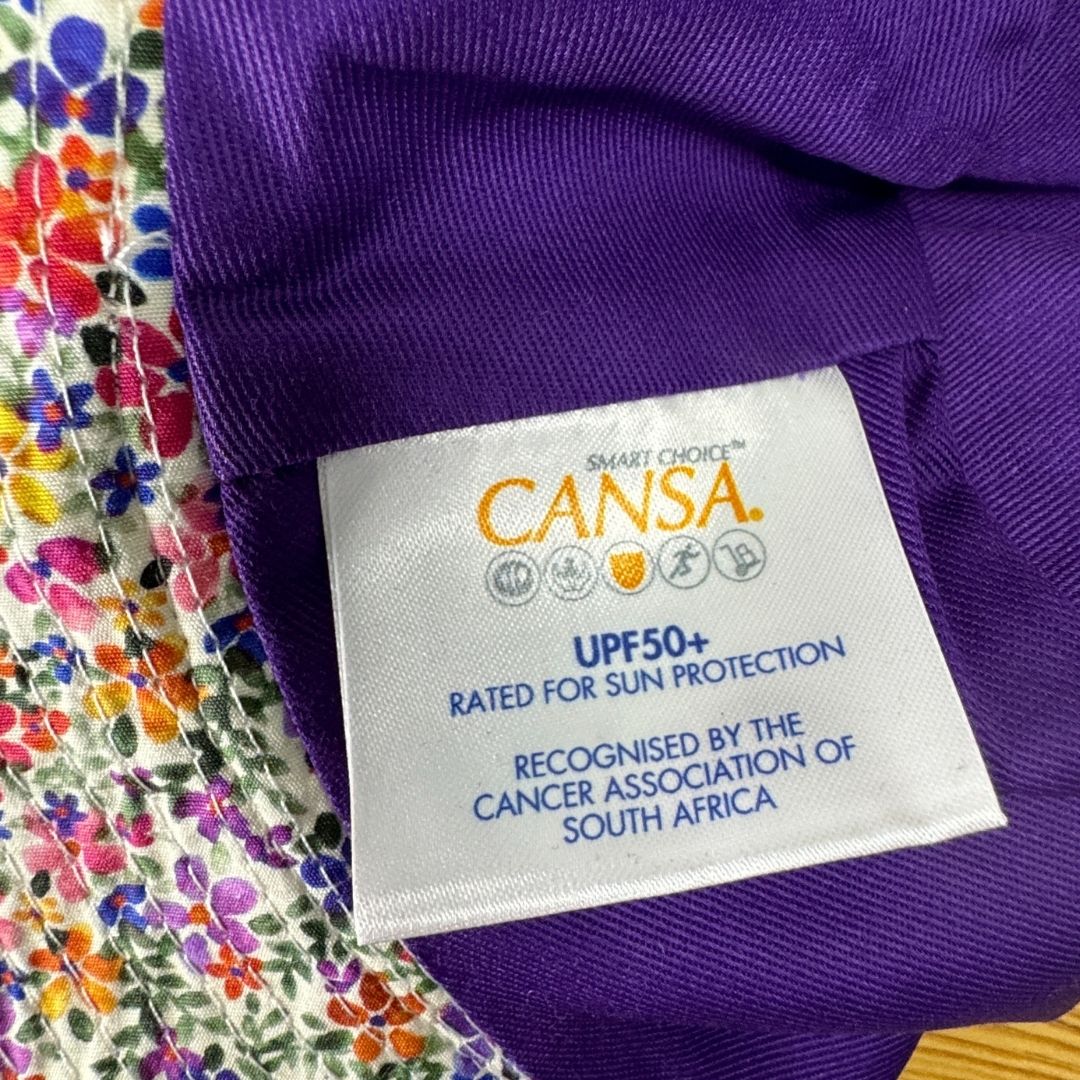 SMART CHOICE™
CANSA.
UPF50+
RATED FOR SUN PROTECTION
RECOGNISED BY THE
CANCER ASSOCIATION OF
SOUTH AFRICA